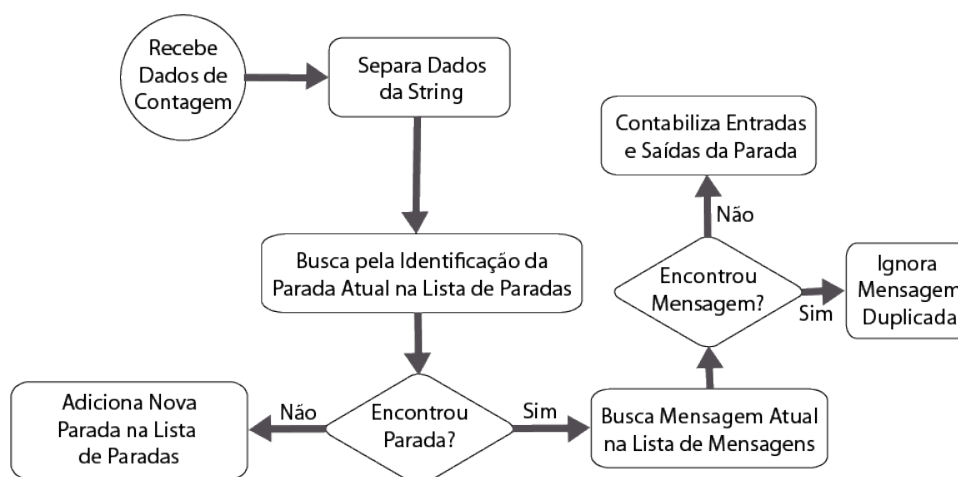 Recebe
Dados de
Contagem
Separa Dados
da String
Busca pela Identificação da
Parada Atual na Lista de Paradas
Encontrou
Parada?
Não
Adiciona Nova
Parada na Lista
de Paradas
Sim
Busca Mensagem Atual
na Lista de Mensagens
Encontrou
Mensagem?
Não
Contabiliza Entradas
e Saídas da Parada
Sim
Ignora
Mensagem
Duplicada